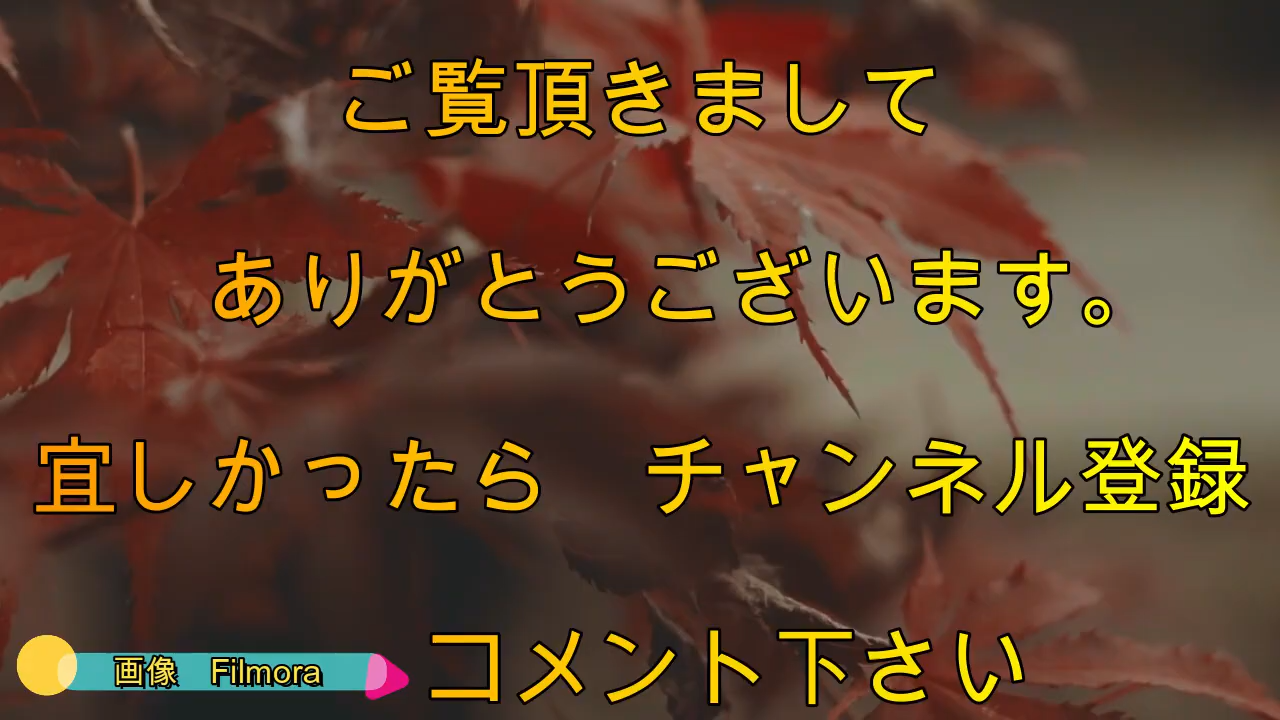 ご覧頂きまして
ありがとうございます。
宜しかったら　チャンネル登録
コメント下さい
画像　Filmora